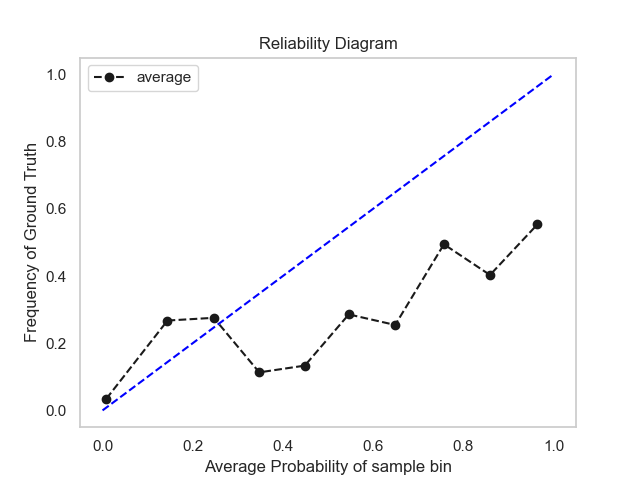 Reliability Diagram
average
Frequency of Ground Truth
1.0
0.8
0.6
0.4
0.2
0.0
0.0 0.2 0.4 0.6 0.8 1.0
Average Probability of sample bin